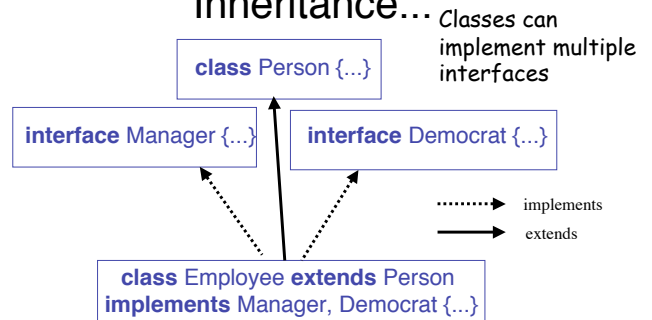 Inheritance...
Classes can
implement multiple
interfaces
class Person {...}
interface Manager {...}
interface Democrat {...}
implements
extends
class Employee extends Person
implements Manager, Democrat {...}